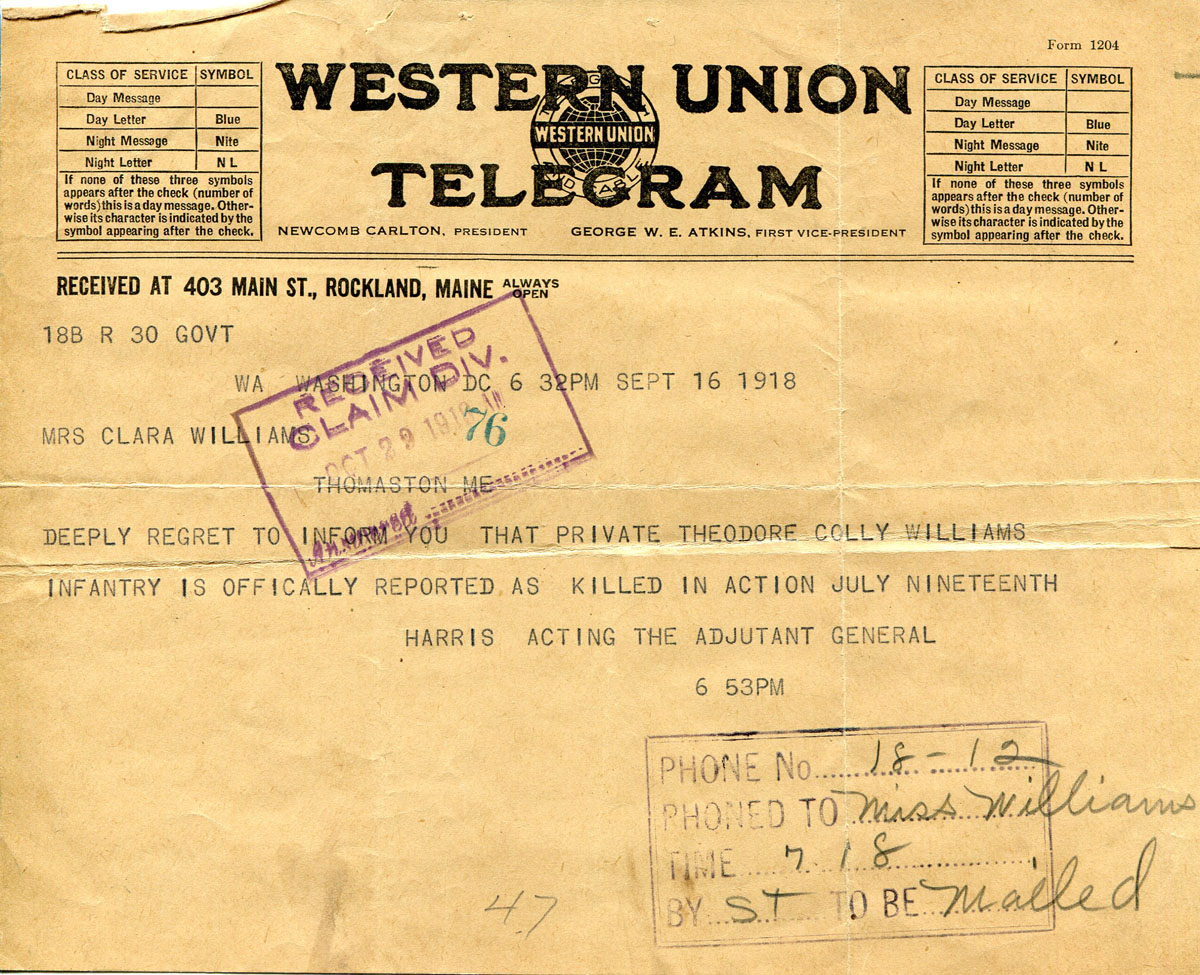 Form 1204
CLASS OF SERVICE SYMBOL
Day Message
Day Letter Blue
Night Message Nite
Night Letter N L
If none of these three symbols
appears after the check (number of
words) this is a day message. Other-
wise its character is indicated by the
symbol appearing after the check.
WESTERN UNION
WESTERN UNION
TELEGRAM
NEWCOMB CARLTON, PRESIDENT GEORGE W. E. ATKINS, FIRST VICE-PRESIDENT
CLASS OF SERVICE SYMBOL
Day Message
Day Letter Blue
Night Message Nite
Night Letter N L
If none of these three symbols
appears after the check (number of
words) this is a day message. Other-
wise its character is indicated by the
symbol appearing after the check.
RECEIVED AT 403 MAIN ST., ROCKLAND, MAINE ALWAYS OPEN
18B R 30 GOVT
WA WASHINGTON DC 6 32PM SEPT 16 1918
RECEIVED
CLAIM DIV.
OCT 29 1918
76
MRS CLARA WILLIAMS
THOMASTON ME
DEEPLY REGRET TO INFORM YOU THAT PRIVATE THEODORE COLLY WILLIAMS
INFANTRY IS OFFICALLY REPORTED AS KILLED IN ACTION JULY NINETEENTH
HARRIS ACTING THE ADJUTANT GENERAL
6 53PM
PHONE No 18-12
PHONED TO Miss Williams
TIME 7 18
BY ST TO BE Mailed
47